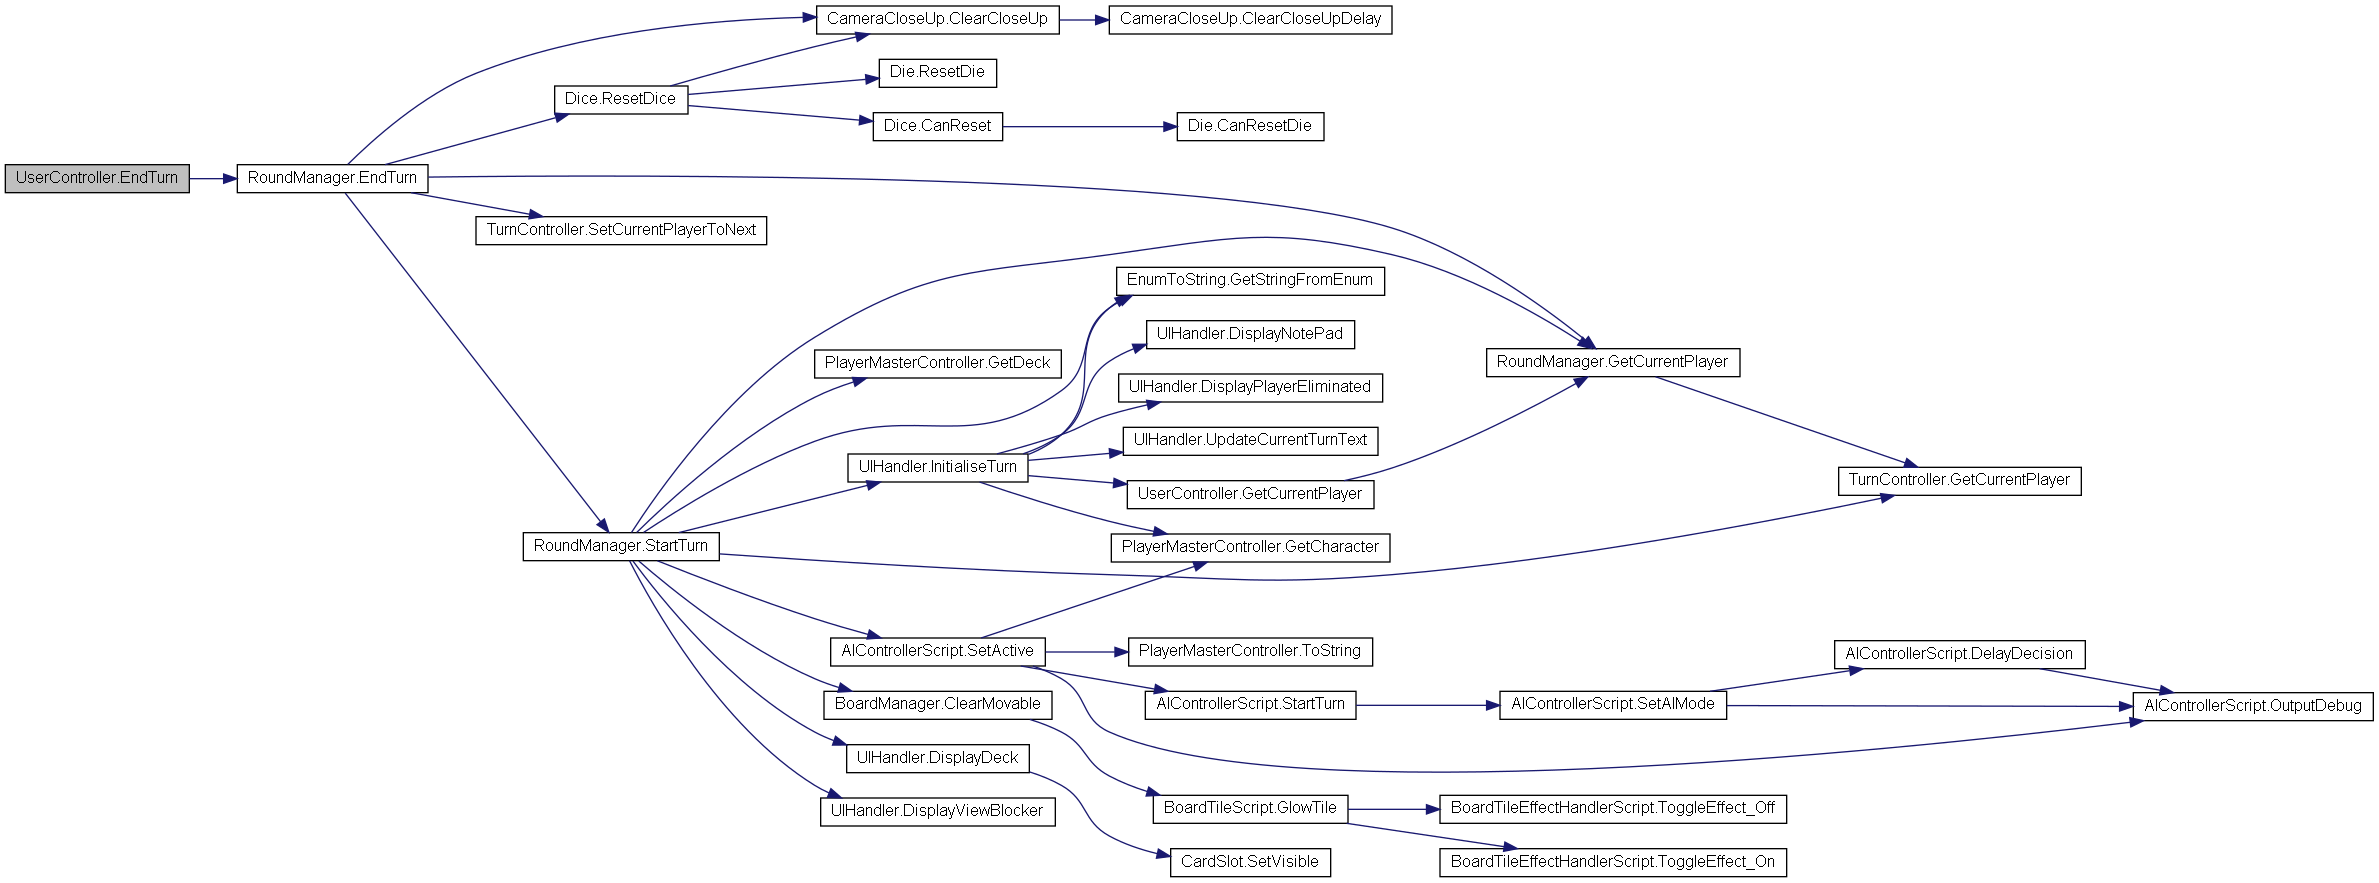 CameraCloseUp.ClearCloseUp
CameraCloseUp.ClearCloseUpDelay
Die.ResetDie
Dice.ResetDice
Dice.CanReset
Die.CanResetDie
UserController.EndTurn
RoundManager.EndTurn
TurnController.SetCurrentPlayerToNext
EnumToString.GetStringFromEnum
UIHandler.DisplayNotePad
PlayerMasterController.GetDeck
RoundManager.GetCurrentPlayer
UIHandler.DisplayPlayerEliminated
UIHandler.UpdateCurrentTurnText
UIHandler.InitialiseTurn
UserController.GetCurrentPlayer
TurnController.GetCurrentPlayer
RoundManager.StartTurn
PlayerMasterController.GetCharacter
AIControllerScript.SetActive
PlayerMasterController.ToString
AIControllerScript.DelayDecision
BoardManager.ClearMovable
AIControllerScript.StartTurn
AIControllerScript.SetAIMode
AIControllerScript.OutputDebug
UIHandler.DisplayDeck
UIHandler.DisplayViewBlocker
BoardTileScript.GlowTile
BoardTileEffectHandlerScript.ToggleEffect_Off
CardSlot.SetVisible
BoardTileEffectHandlerScript.ToggleEffect_On